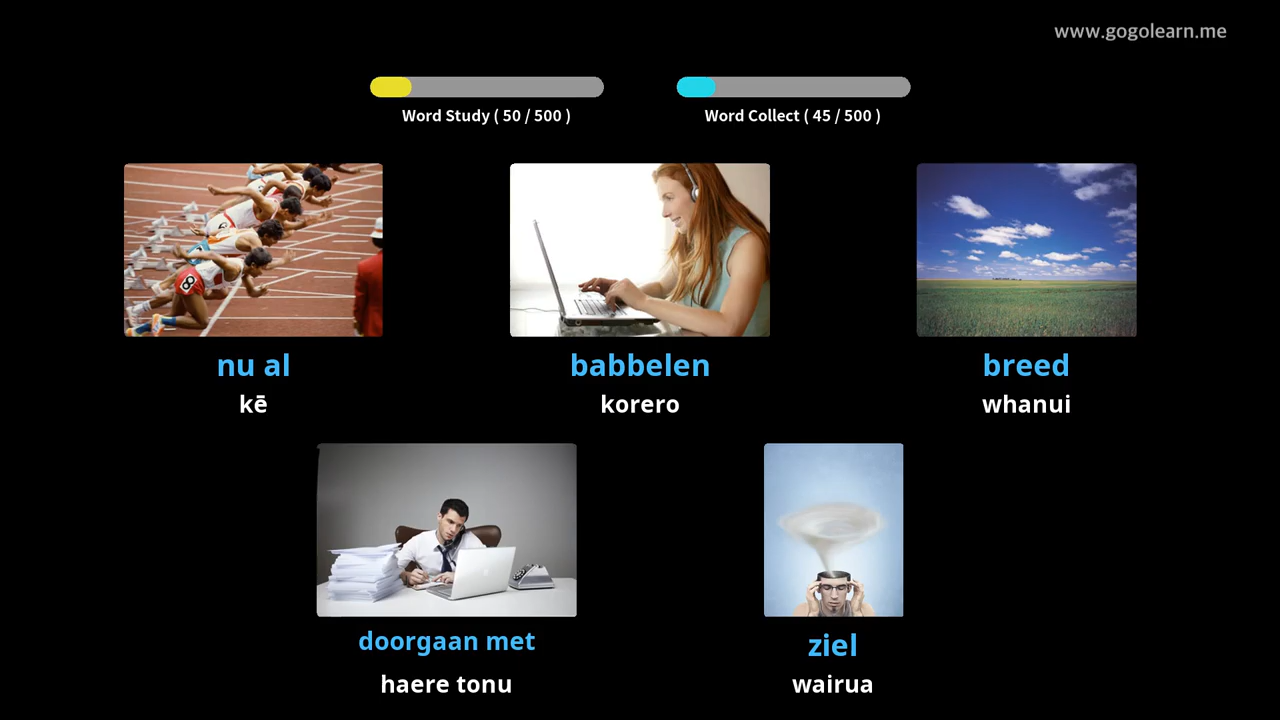 www.gogolearn.me
Word Study ( 50 / 500 )
Word Collect ( 45 / 500 )
8
nu al
kē
babbelen
korero
breed
whanui
doorgaan met
haere tonu
ziel
wairua